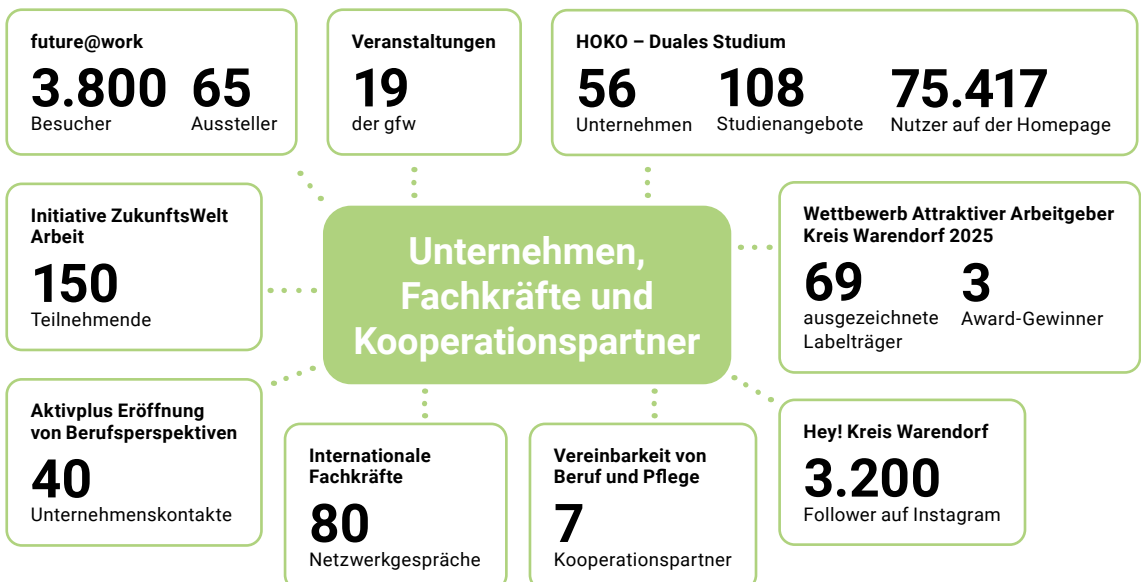 future@work
3.800 65
Besucher Aussteller
Veranstaltungen
19
der gfw
HOKO – Duales Studium
56 108 75.417
Unternehmen Studienangebote Nutzer auf der Homepage
Initiative ZukunftsWelt
Arbeit
150
Teilnehmende
Unternehmen,
Fachkräfte und
Kooperationspartner
Wettbewerb Attraktiver Arbeitgeber
Kreis Warendorf 2025
69 3
ausgezeichnete Award-Gewinner
Labelträger
Aktivplus Eröffnung
von Berufsperspektiven
40
Unternehmenskontakte
Internationale
Fachkräfte
80
Netzwerkgespräche
Vereinbarkeit von
Beruf und Pflege
7
Kooperationspartner
Hey! Kreis Warendorf
3.200
Follower auf Instagram